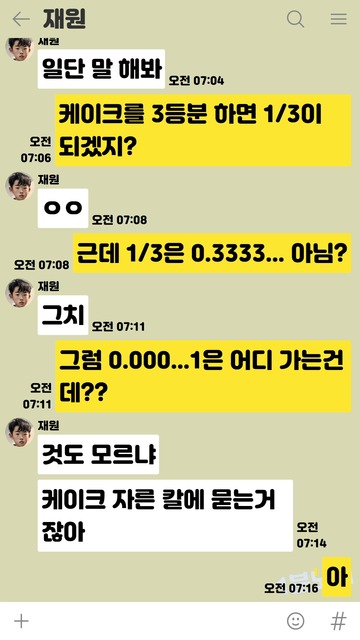 재원
재원
일단 말 해봐
오전 07:04
케이크를 3등분 하면 1/3이
되겠지?
오전
07:06
재원
ㅇㅇ
오전 07:08
근데 1/3은 0.3333... 아님?
오전 07:08
재원
그치
오전 07:11
그럼 0.000...1은 어디 가는건
데??
오전
07:11
재원
것도 모르냐
케이크 자른 칼에 묻는거
잖아
오전
07:14
아
오전 07:16